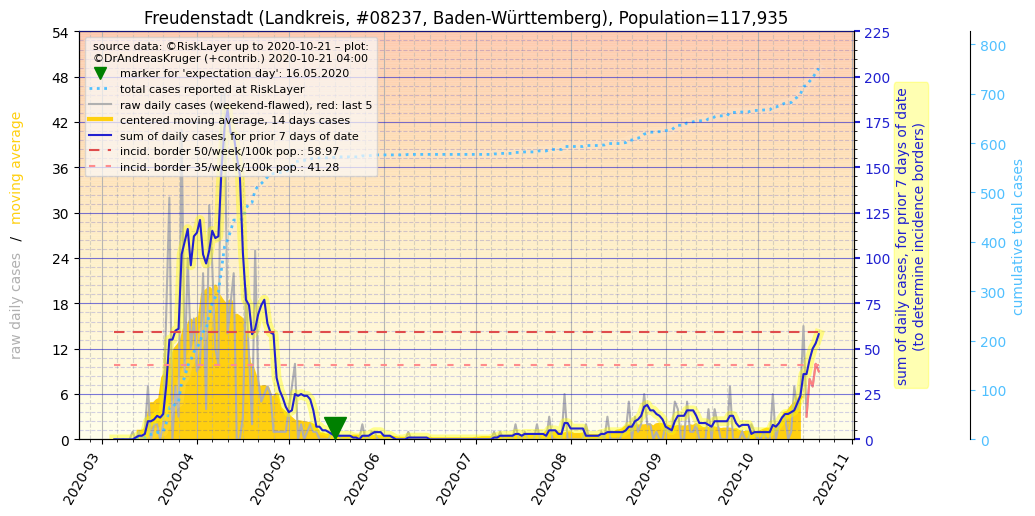 Freudenstadt (Landkreis, #08237, Baden-Württemberg), Population=117,935
source data: ©RiskLayer up to 2020-10-21 – plot:
©DrAndreasKruger (+contrib.) 2020-10-21 04:00
marker for 'expectation day': 16.05.2020
total cases reported at RiskLayer
raw daily cases (weekend-flawed), red: last 5
centered moving average, 14 days cases
sum of daily cases, for prior 7 days of date
incid. border 50/week/100k pop.: 58.97
incid. border 35/week/100k pop.: 41.28
raw daily cases / moving average
54
48
42
36
30
24
18
12
6
0
225
200
175
150
125
100
75
50
25
0
sum of daily cases, for prior 7 days of date
(to determine incidence borders)
800
700
600
500
400
300
200
100
0
cumulative total cases
2020-03
2020-04
2020-05
2020-06
2020-07
2020-08
2020-09
2020-10
2020-11